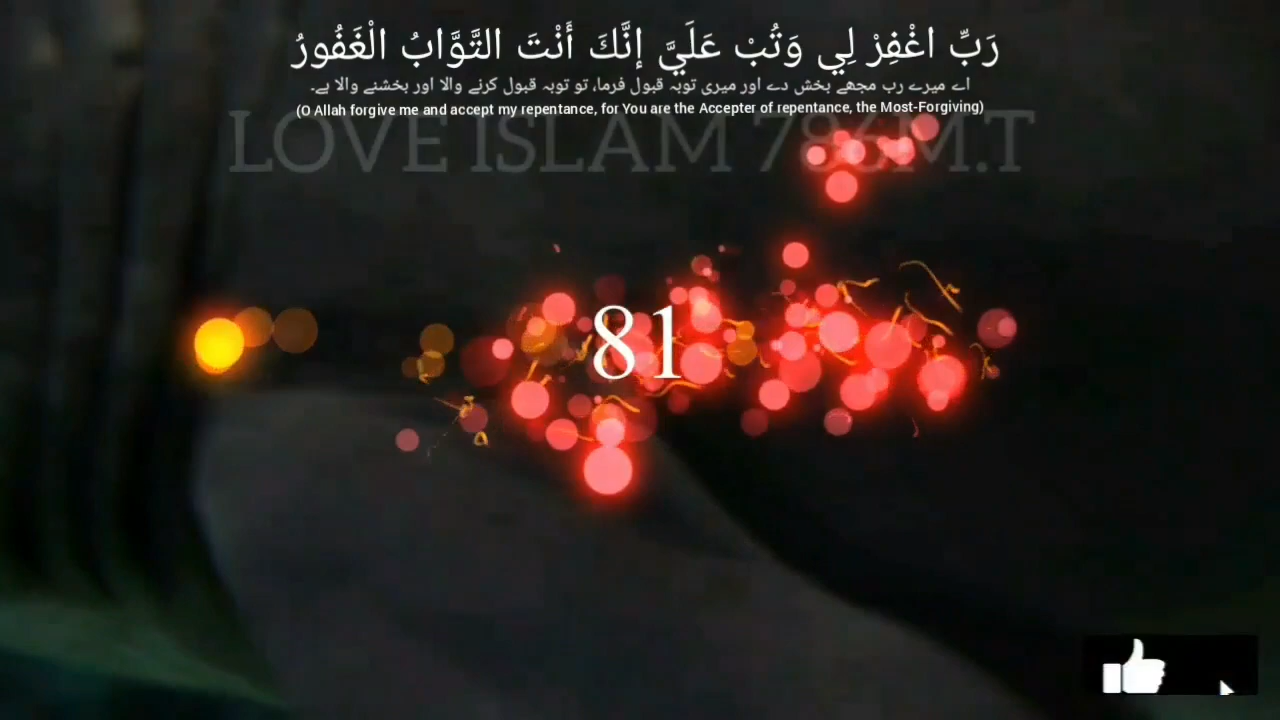 رَبِّ اغْفِرْ لِي وَتُبْ عَلَيَّ إنَّكَ أَنْتَ التَّوَّابُ الْغَفُورُ
اے میرے رب مجھے بخش دے اور میری توبہ قبول فرما، تو توبہ قبول کرنے والا اور بخشنے والا ہے۔
(O Allah forgive me and accept my repentance, for You are the Accepter of repentance, the Most-Forgiving)
LOVE ISLAM 786M.T
81